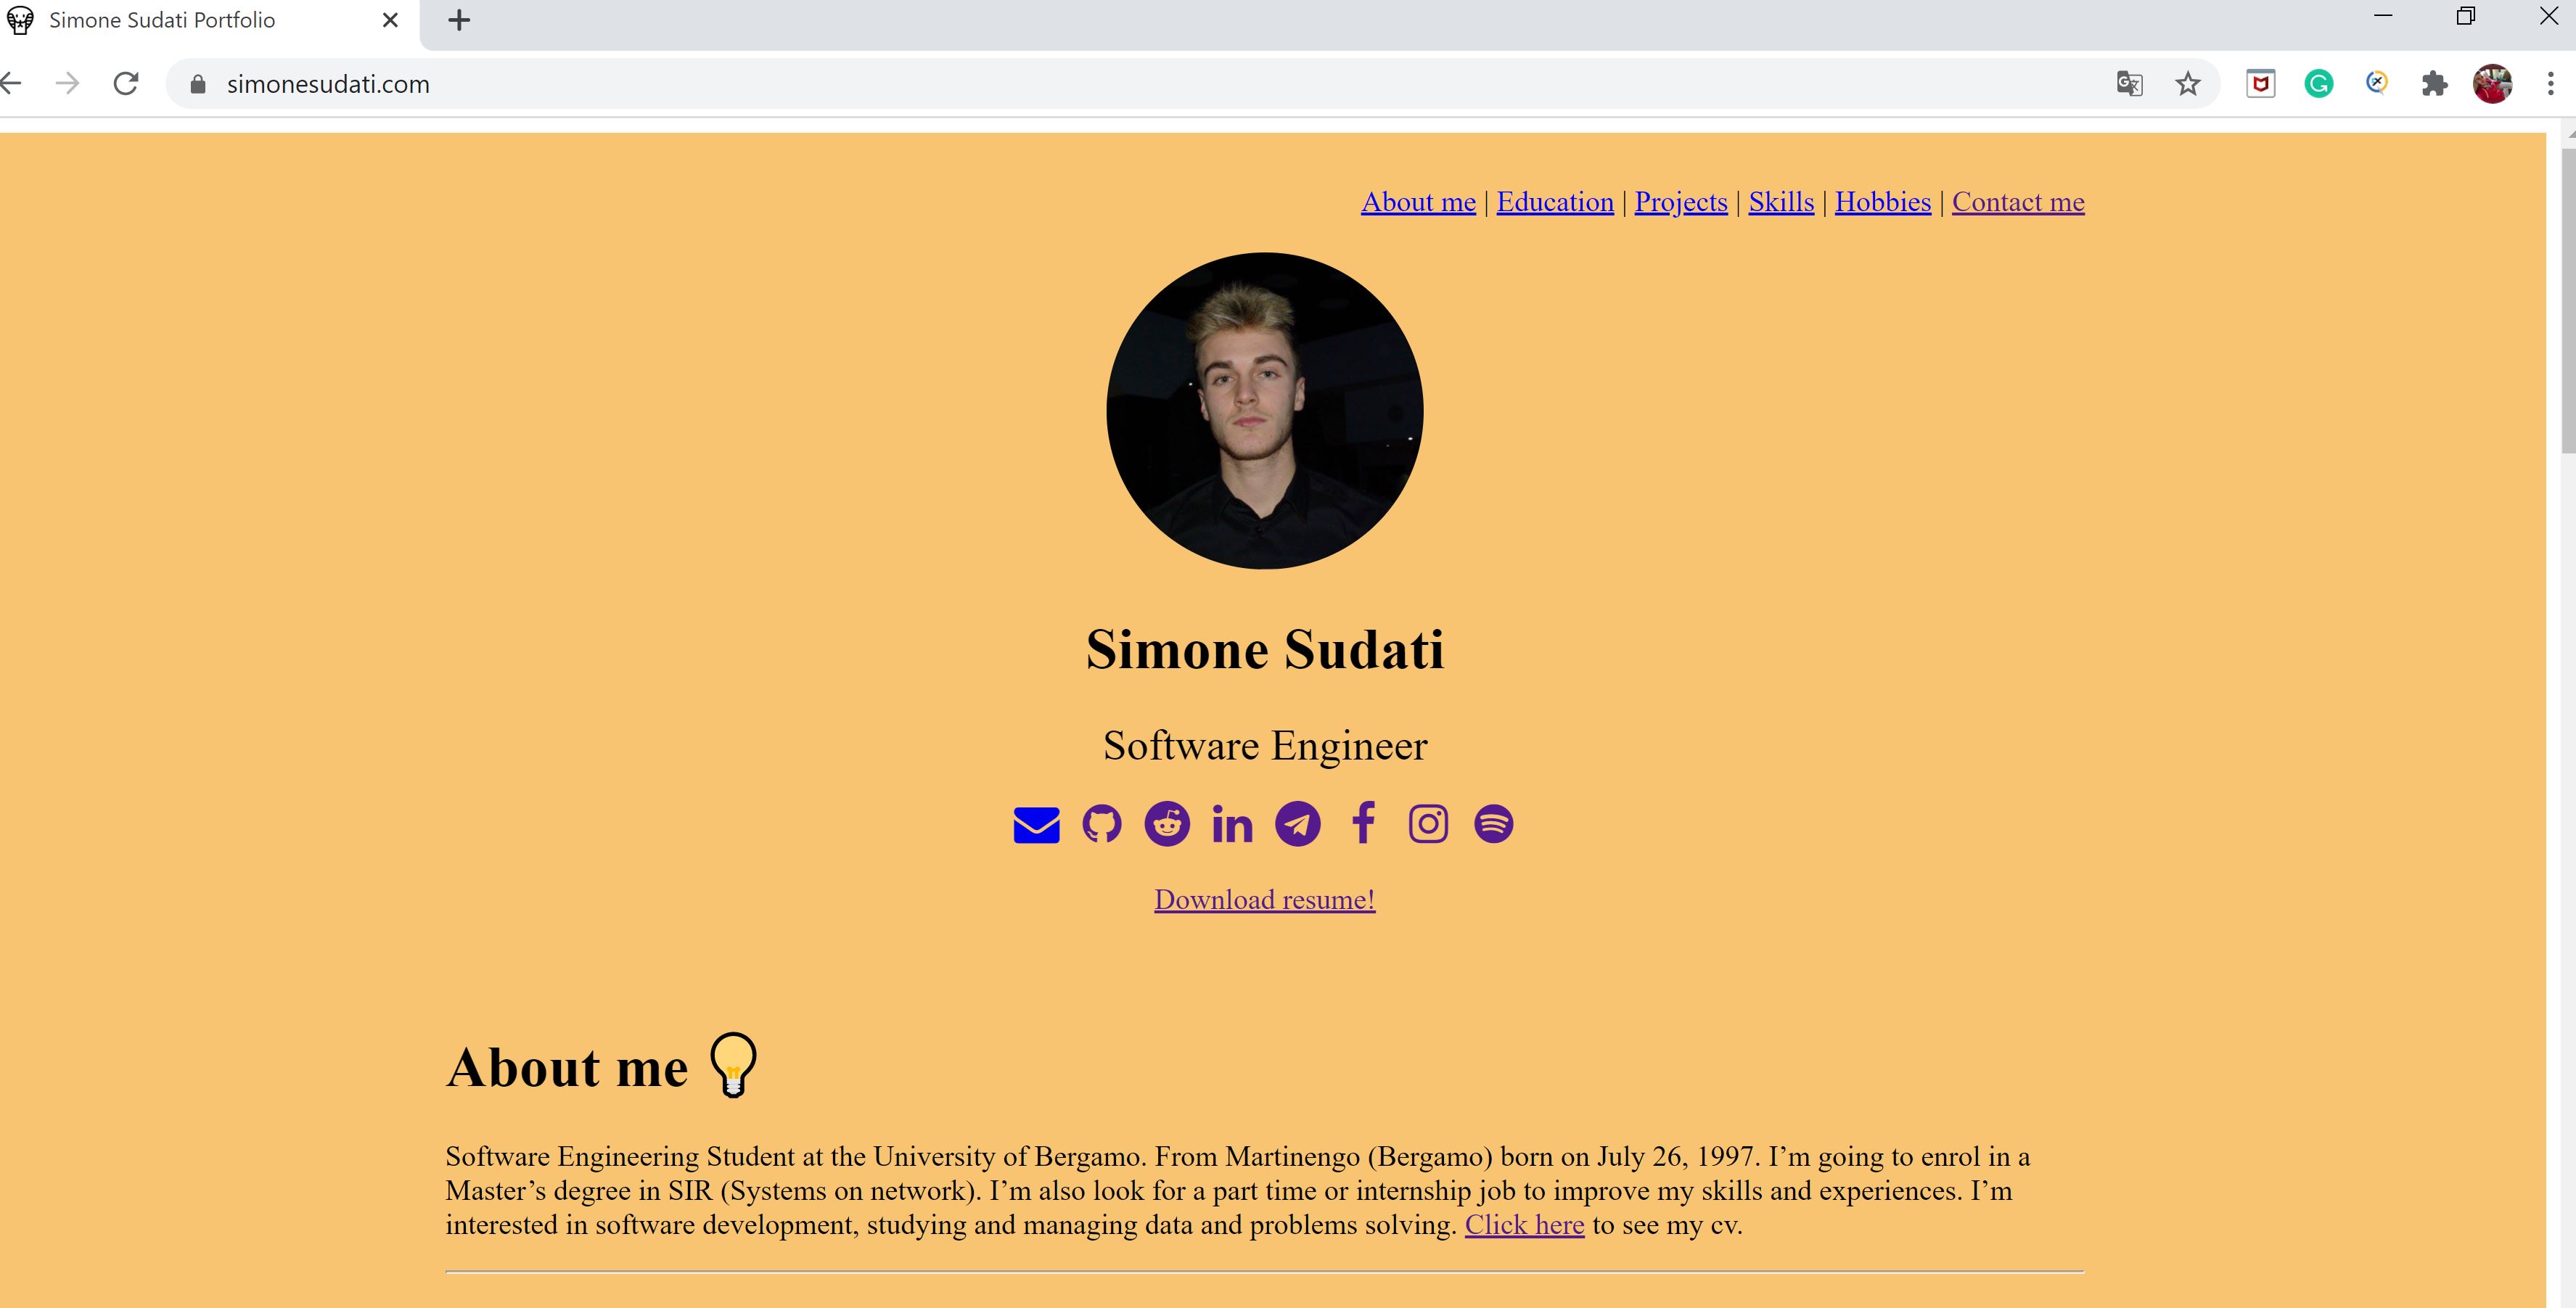 Simone Sudati Portfolio
simonesudati.com
About me | Education | Projects | Skills | Hobbies | Contact me
Simone Sudati
Software Engineer
Download resume!
About me
Software Engineering Student at the University of Bergamo. From Martinengo (Bergamo) born on July 26, 1997. I’m going to enrol in a
Master’s degree in SIR (Systems on network). I’m also look for a part time or internship job to improve my skills and experiences. I’m
interested in software development, studying and managing data and problems solving. Click here to see my cv.